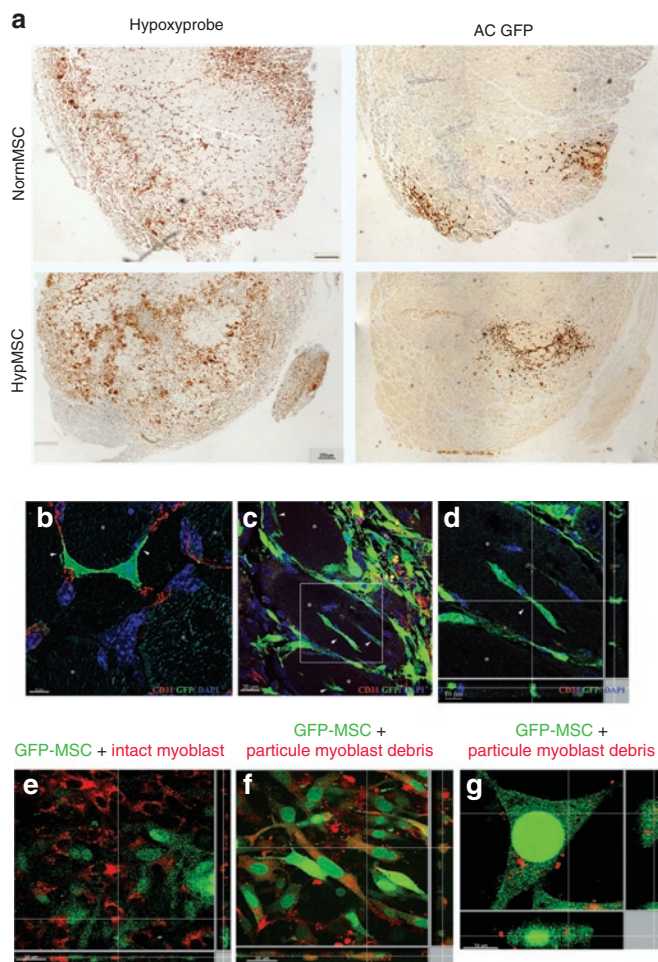 a
Hypoxyprobe
AC GFP
NormMSC
HypMSC
b
c
d
CD31/GFP/DAPI
CD31/GFP/DAPI
CD31/GFP/DAPI
GFP-MSC + intact myoblast
GFP-MSC +
particule myoblast debris
GFP-MSC +
particule myoblast debris
e
f
g